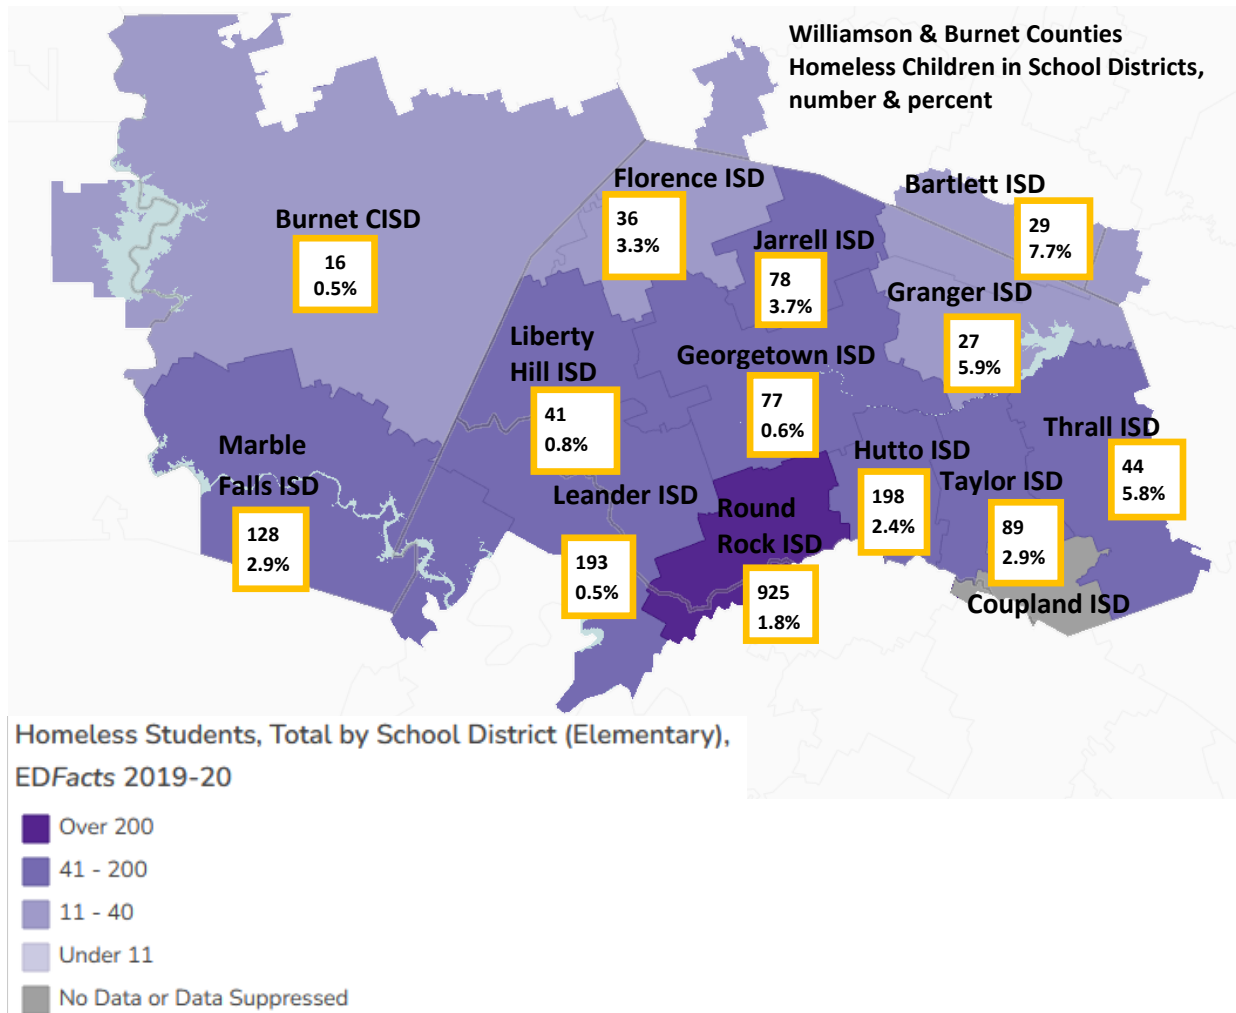 Williamson & Burnet Counties
Homeless Children in School Districts,
number & percent
Florence ISD
36
3.3%
Bartlett ISD
29
7.7%
Burnet CISD
16
0.5%
Jarrell ISD
78
3.7%
Granger ISD
27
5.9%
Liberty
Hill ISD
41
0.8%
Georgetown ISD
77
0.6%
Marble
Falls ISD
128
2.9%
Leander ISD
193
0.5%
Round
Rock ISD
925
1.8%
Hutto ISD
198
2.4%
Taylor ISD
89
2.9%
Thrall ISD
44
5.8%
Coupland ISD
Homeless Students, Total by School District (Elementary),
EDFacts 2019-20
Over 200
41 - 200
11 - 40
Under 11
No Data or Data Suppressed